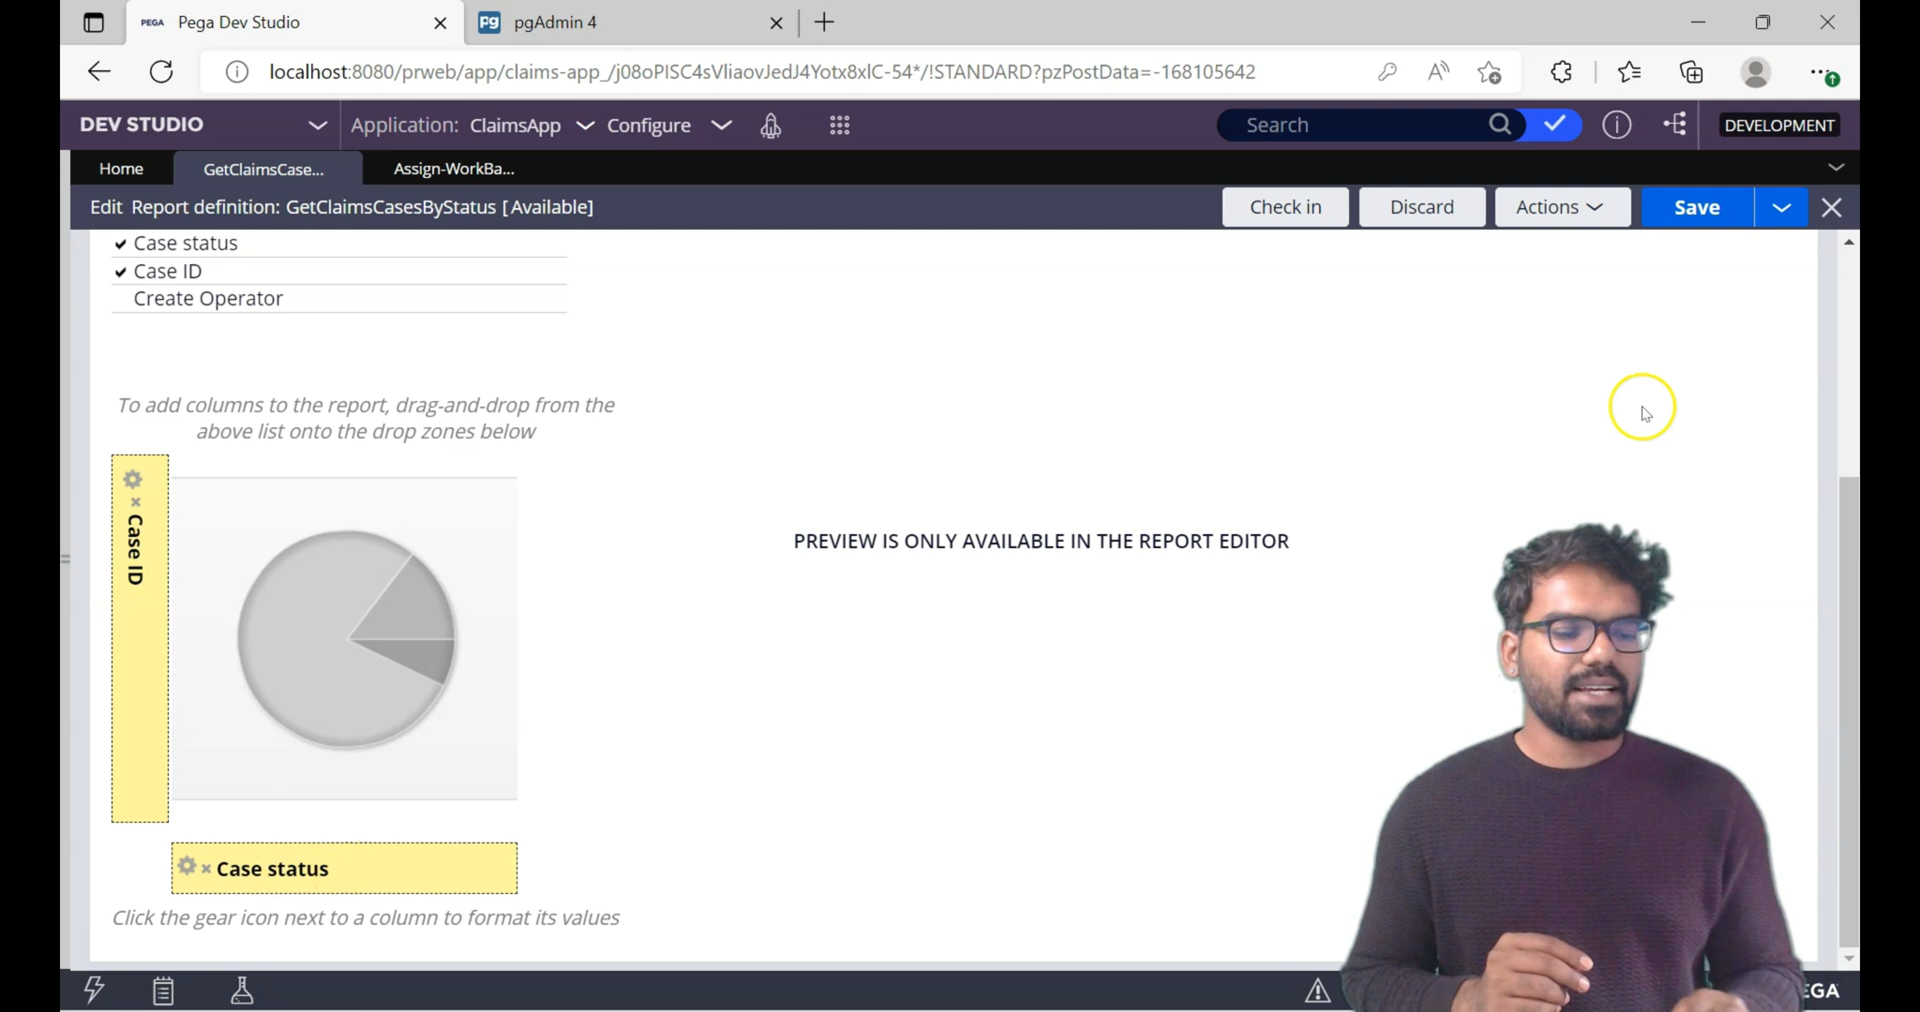 PEGA Pega Dev Studio
Pg pgAdmin 4
localhost:8080/prweb/app/claims-app_/j08oPISC4sVliaovJedJ4Yotx8xlC-54*/!STANDARD?pzPostData=-168105642
DEV STUDIO
Application: ClaimsApp
Configure
Search
DEVELOPMENT
Home
GetClaimsCase...
Assign-WorkBa...
Edit Report definition: GetClaimsCasesByStatus [Available]
Check in
Discard
Actions
Save
Case status
Case ID
Create Operator
To add columns to the report, drag-and-drop from the
above list onto the drop zones below
Case ID
PREVIEW IS ONLY AVAILABLE IN THE REPORT EDITOR
Case status
Click the gear icon next to a column to format its values
EGA